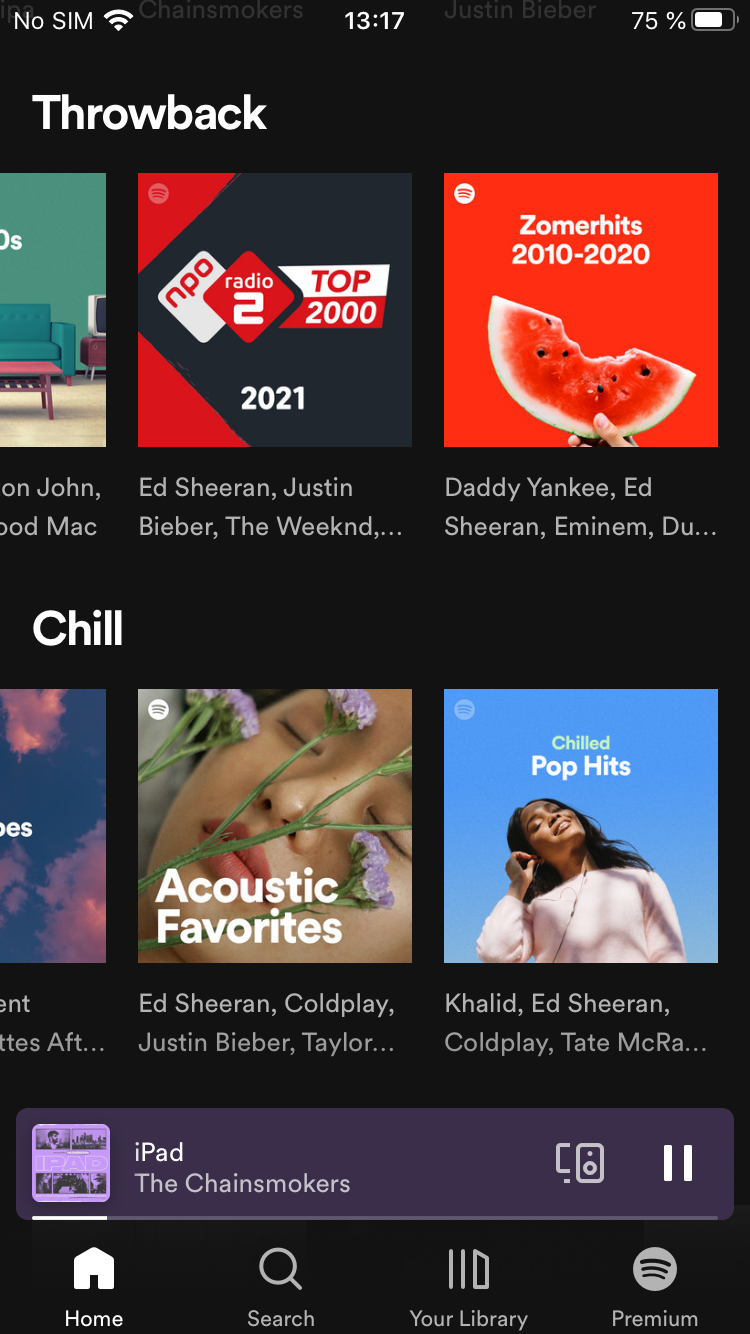 No SIM
13:17
75 %
Chainsmokers
Justin Bieber
Throwback
0s
npo
radio
2
TOP
2000
2021
Zomerhits
2010-2020
on John,
ood Mac
Ed Sheeran, Justin
Bieber, The Weeknd,...
Daddy Yankee, Ed
Sheeran, Eminem, Du...
Chill
bes
Acoustic
Favorites
Chilled
Pop Hits
ent
ttes Aft...
Ed Sheeran, Coldplay,
Justin Bieber, Taylor...
Khalid, Ed Sheeran,
Coldplay, Tate McRa...
IPAD
iPad
The Chainsmokers
Home
Search
Your Library
Premium